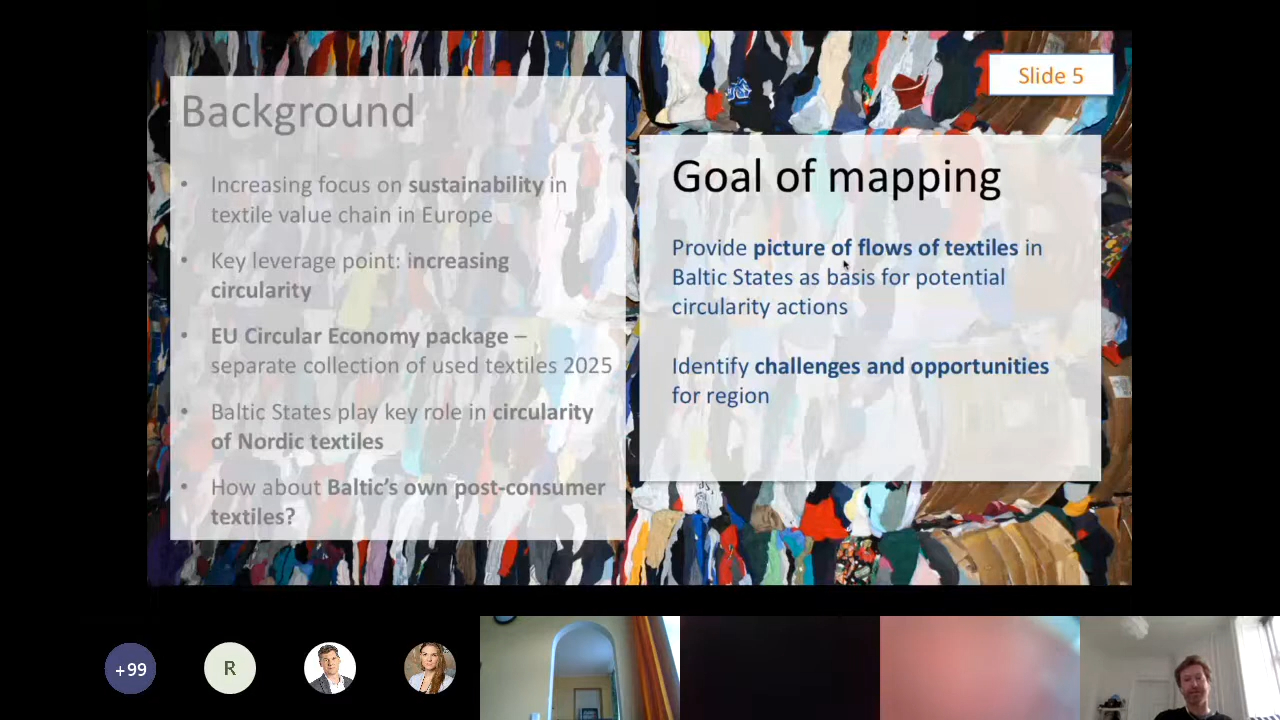 Slide 5
Background
• Increasing focus on sustainability in
textile value chain in Europe
• Key leverage point: increasing
circularity
• EU Circular Economy package –
separate collection of used textiles 2025
• Baltic States play key role in circularity
of Nordic textiles
• How about Baltic’s own post-consumer
textiles?
Goal of mapping
Provide picture of flows of textiles in
Baltic States as basis for potential
circularity actions
Identify challenges and opportunities
for region
+99
R